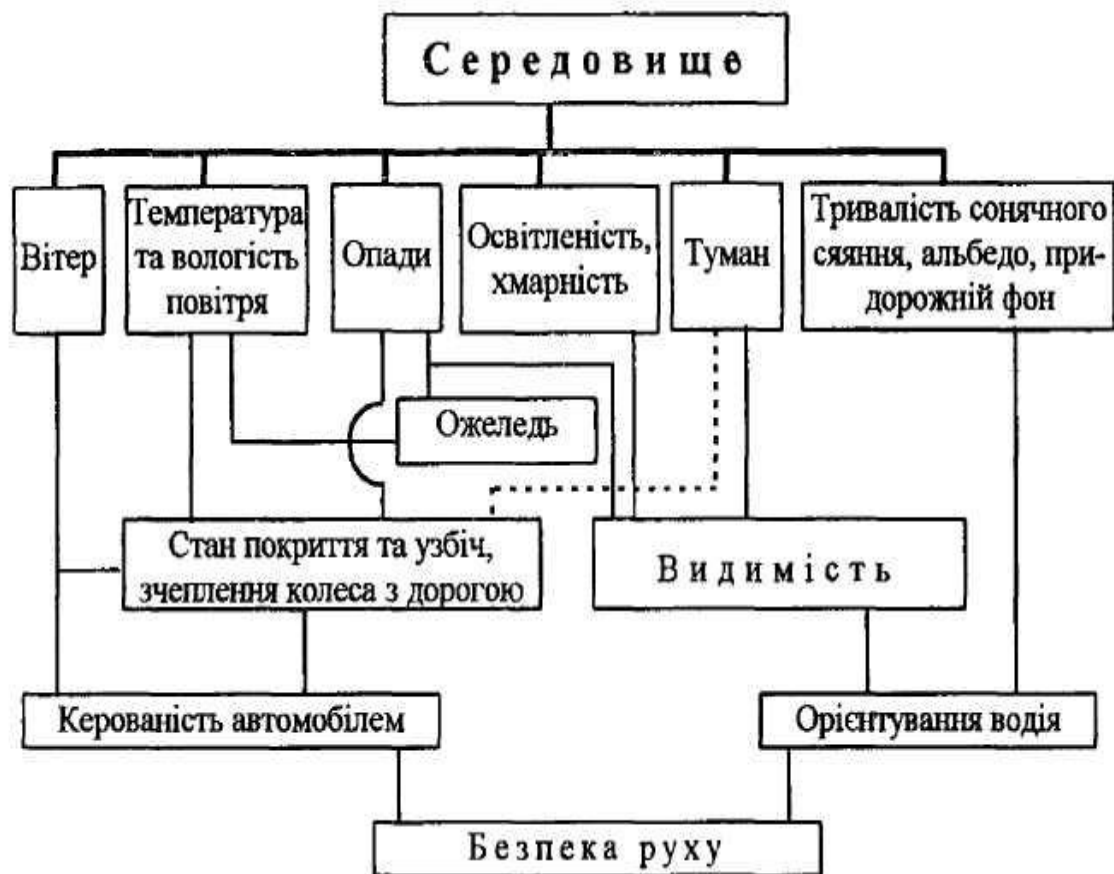 Середовище
Вітер
Температура
та вологість
повітря
Опади
Освітленість,
хмарність
Туман
Тривалість сонячного
сяяння, альбедо, при-
дорожній фон
Ожеледь
Стан покриття та узбіч,
зчеплення колеса з дорогою
Видимість
Керованість автомобілем
Орієнтування водія
Безпека руху